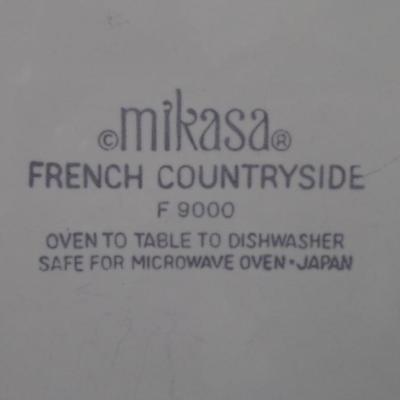 ©mikasa®
FRENCH COUNTRYSIDE
F 9000
OVEN TO TABLE TO DISHWASHER
SAFE FOR MICROWAVE OVEN•JAPAN